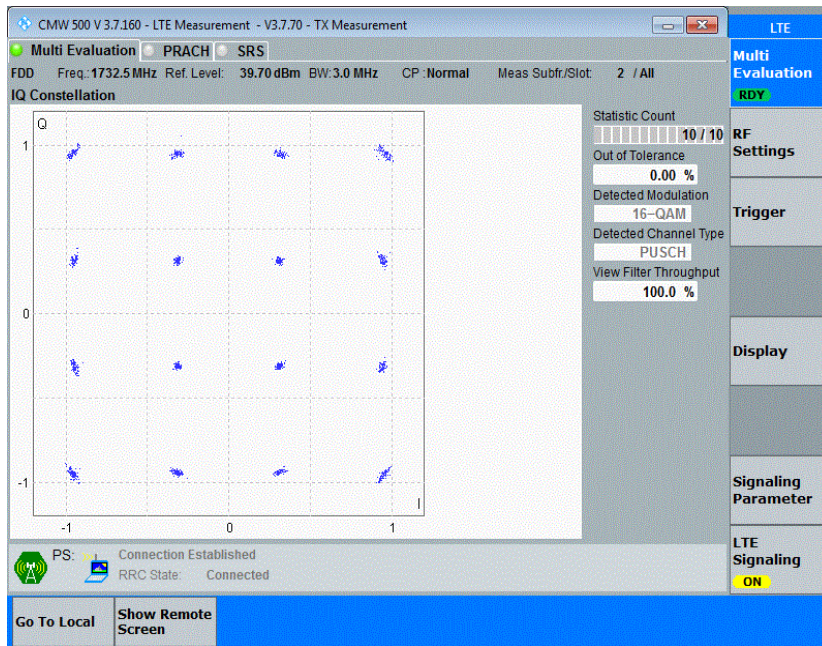 CMW 500 V 3.7.160 - LTE Measurement - V3.7.70 - TX Measurement
LTE
Multi Evaluation PRACH SRS
Multi
Evaluation
RDY
FDD Freq.: 1732.5 MHz Ref. Level: 39.70 dBm BW: 3.0 MHz CP : Normal Meas Subfr./Slot: 2 / All
IQ Constellation
Q
1
0
-1
I
-1 0 1
Statistic Count
10 / 10
Out of Tolerance
0.00 %
Detected Modulation
16-QAM
Detected Channel Type
PUSCH
View Filter Throughput
100.0 %
RF
Settings
Trigger
Display
Signaling
Parameter
LTE
Signaling
ON
PS: Connection Established
RRC State: Connected
Go To Local
Show Remote
Screen